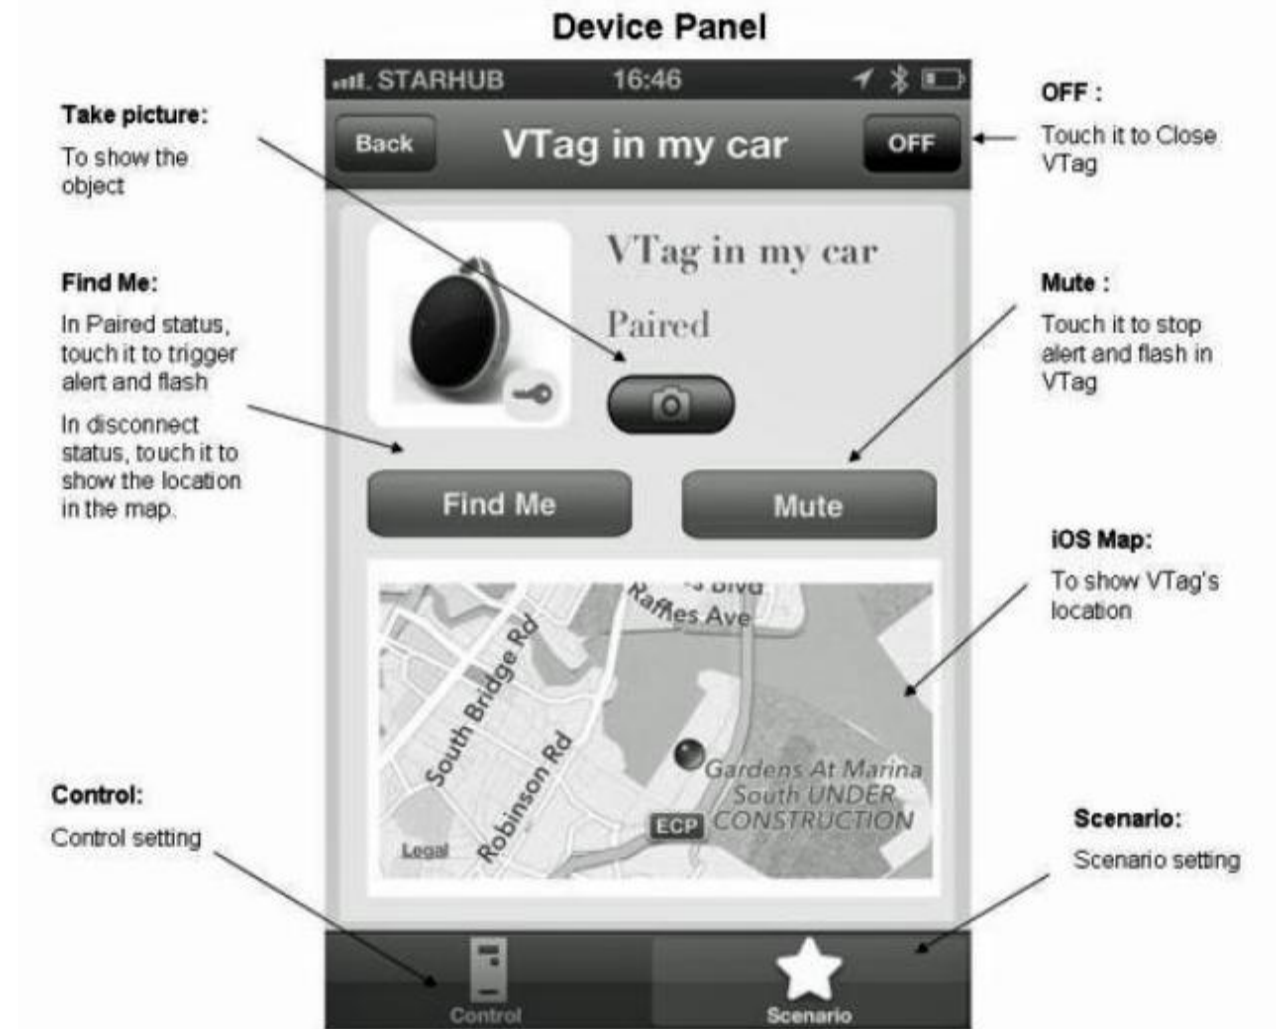 Device Panel
STARHUB 16:46
Back VTag in my car OFF
Take picture:
To show the
object
Find Me:
In Paired status,
touch it to trigger
alert and flash
In disconnect
status, touch it to
show the location
in the map.
Control:
Control setting
VTag in my car
Paired
Find Me Mute
Raffles Ave
South Bridge Rd
Robinson Rd
Gardens At Marina
South UNDER
CONSTRUCTION
ECP
Legal
Control Scenario
OFF :
Touch it to Close
VTag
Mute :
Touch it to stop
alert and flash in
VTag
iOS Map:
To show VTag's
location
Scenario:
Scenario setting